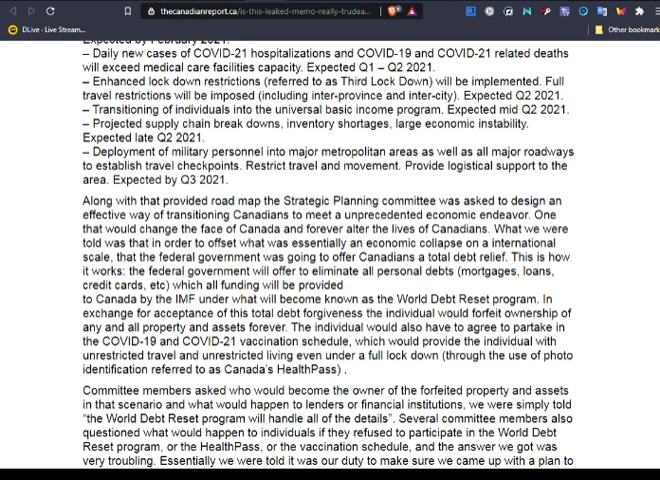 thecanadianreport.ca/is-this-leaked-memo-really-trudea...
DLive - Live Stream...
Other bookmark
Expected by February 2021.
– Daily new cases of COVID-21 hospitalizations and COVID-19 and COVID-21 related deaths
will exceed medical care facilities capacity. Expected Q1 – Q2 2021.
– Enhanced lock down restrictions (referred to as Third Lock Down) will be implemented. Full
travel restrictions will be imposed (including inter-province and inter-city). Expected Q2 2021.
– Transitioning of individuals into the universal basic income program. Expected mid Q2 2021.
– Projected supply chain break downs, inventory shortages, large economic instability.
Expected late Q2 2021.
– Deployment of military personnel into major metropolitan areas as well as all major roadways
to establish travel checkpoints. Restrict travel and movement. Provide logistical support to the
area. Expected by Q3 2021.
Along with that provided road map the Strategic Planning committee was asked to design an
effective way of transitioning Canadians to meet a unprecedented economic endeavor. One
that would change the face of Canada and forever alter the lives of Canadians. What we were
told was that in order to offset what was essentially an economic collapse on a international
scale, that the federal government was going to offer Canadians a total debt relief. This is how
it works: the federal government will offer to eliminate all personal debts (mortgages, loans,
credit cards, etc) which all funding will be provided
to Canada by the IMF under what will become known as the World Debt Reset program. In
exchange for acceptance of this total debt forgiveness the individual would forfeit ownership of
any and all property and assets forever. The individual would also have to agree to partake in
the COVID-19 and COVID-21 vaccination schedule, which would provide the individual with
unrestricted travel and unrestricted living even under a full lock down (through the use of photo
identification referred to as Canada's HealthPass) .
Committee members asked who would become the owner of the forfeited property and assets
in that scenario and what would happen to lenders or financial institutions, we were simply told
"the World Debt Reset program will handle all of the details". Several committee members also
questioned what would happen to individuals if they refused to participate in the World Debt
Reset program, or the HealthPass, or the vaccination schedule, and the answer we got was
very troubling. Essentially we were told it was our duty to make sure we came up with a plan to